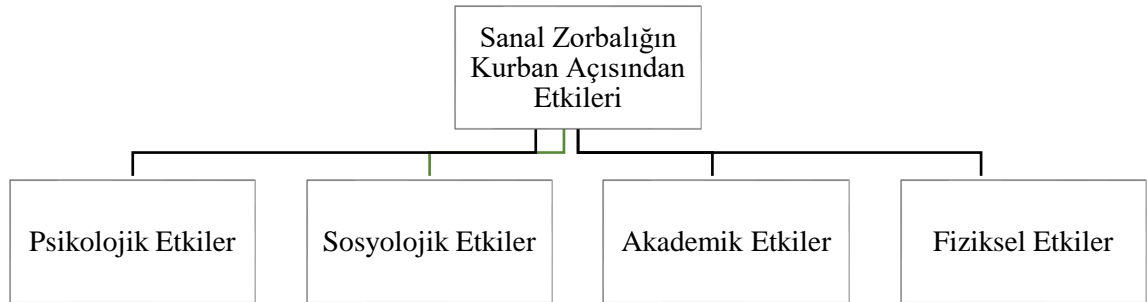 Sanal Zorbalığın
Kurban Açısından
Etkileri
Psikolojik Etkiler
Sosyolojik Etkiler
Akademik Etkiler
Fiziksel Etkiler